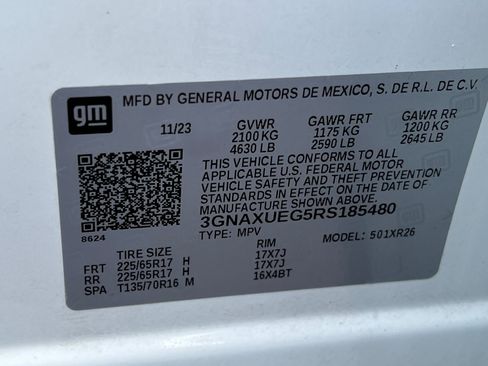 gm MFD BY GENERAL MOTORS DE MEXICO, S. DE R.L. DE C.V.
11/23 GVWR GAWR FRT GAWR RR
2100 KG 1175 KG 1200 KG
4630 LB 2590 LB 2645 LB
THIS VEHICLE CONFORMS TO ALL
APPLICABLE U.S. FEDERAL MOTOR
VEHICLE SAFETY AND THEFT PREVENTION
STANDARDS IN EFFECT ON THE DATE OF
MANUFACTURE SHOWN ABOVE.
3GNAXUEG5RS185480
8624
TYPE: MPV MODEL: 501XR26
TIRE SIZE RIM
FRT 225/65R17 H 17X7J
RR 225/65R17 H 17X7J
SPA T135/70R16 M 16X4BT